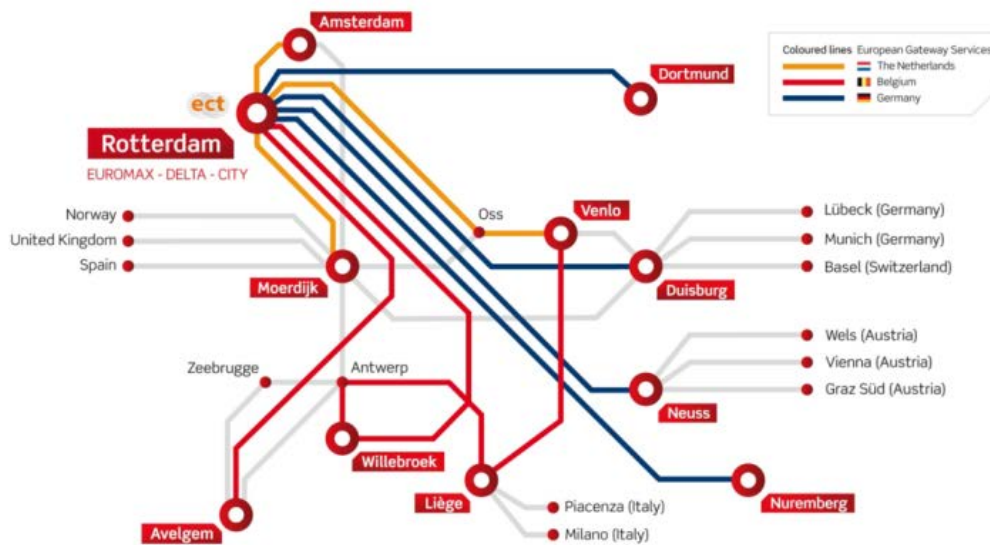 Amsterdam
Coloured lines European Gateway Services
The Netherlands
Belgium
Germany
Dortmund
ect
Rotterdam
EUROMAX - DELTA - CITY
Norway
United Kingdom
Spain
Moerdijk
Oss
Venlo
Duisburg
Lübeck (Germany)
Munich (Germany)
Basel (Switzerland)
Wels (Austria)
Vienna (Austria)
Graz Süd (Austria)
Neuss
Zeebrugge
Antwerp
Willebroek
Liège
Nuremberg
Avelgem
Piacenza (Italy)
Milano (Italy)